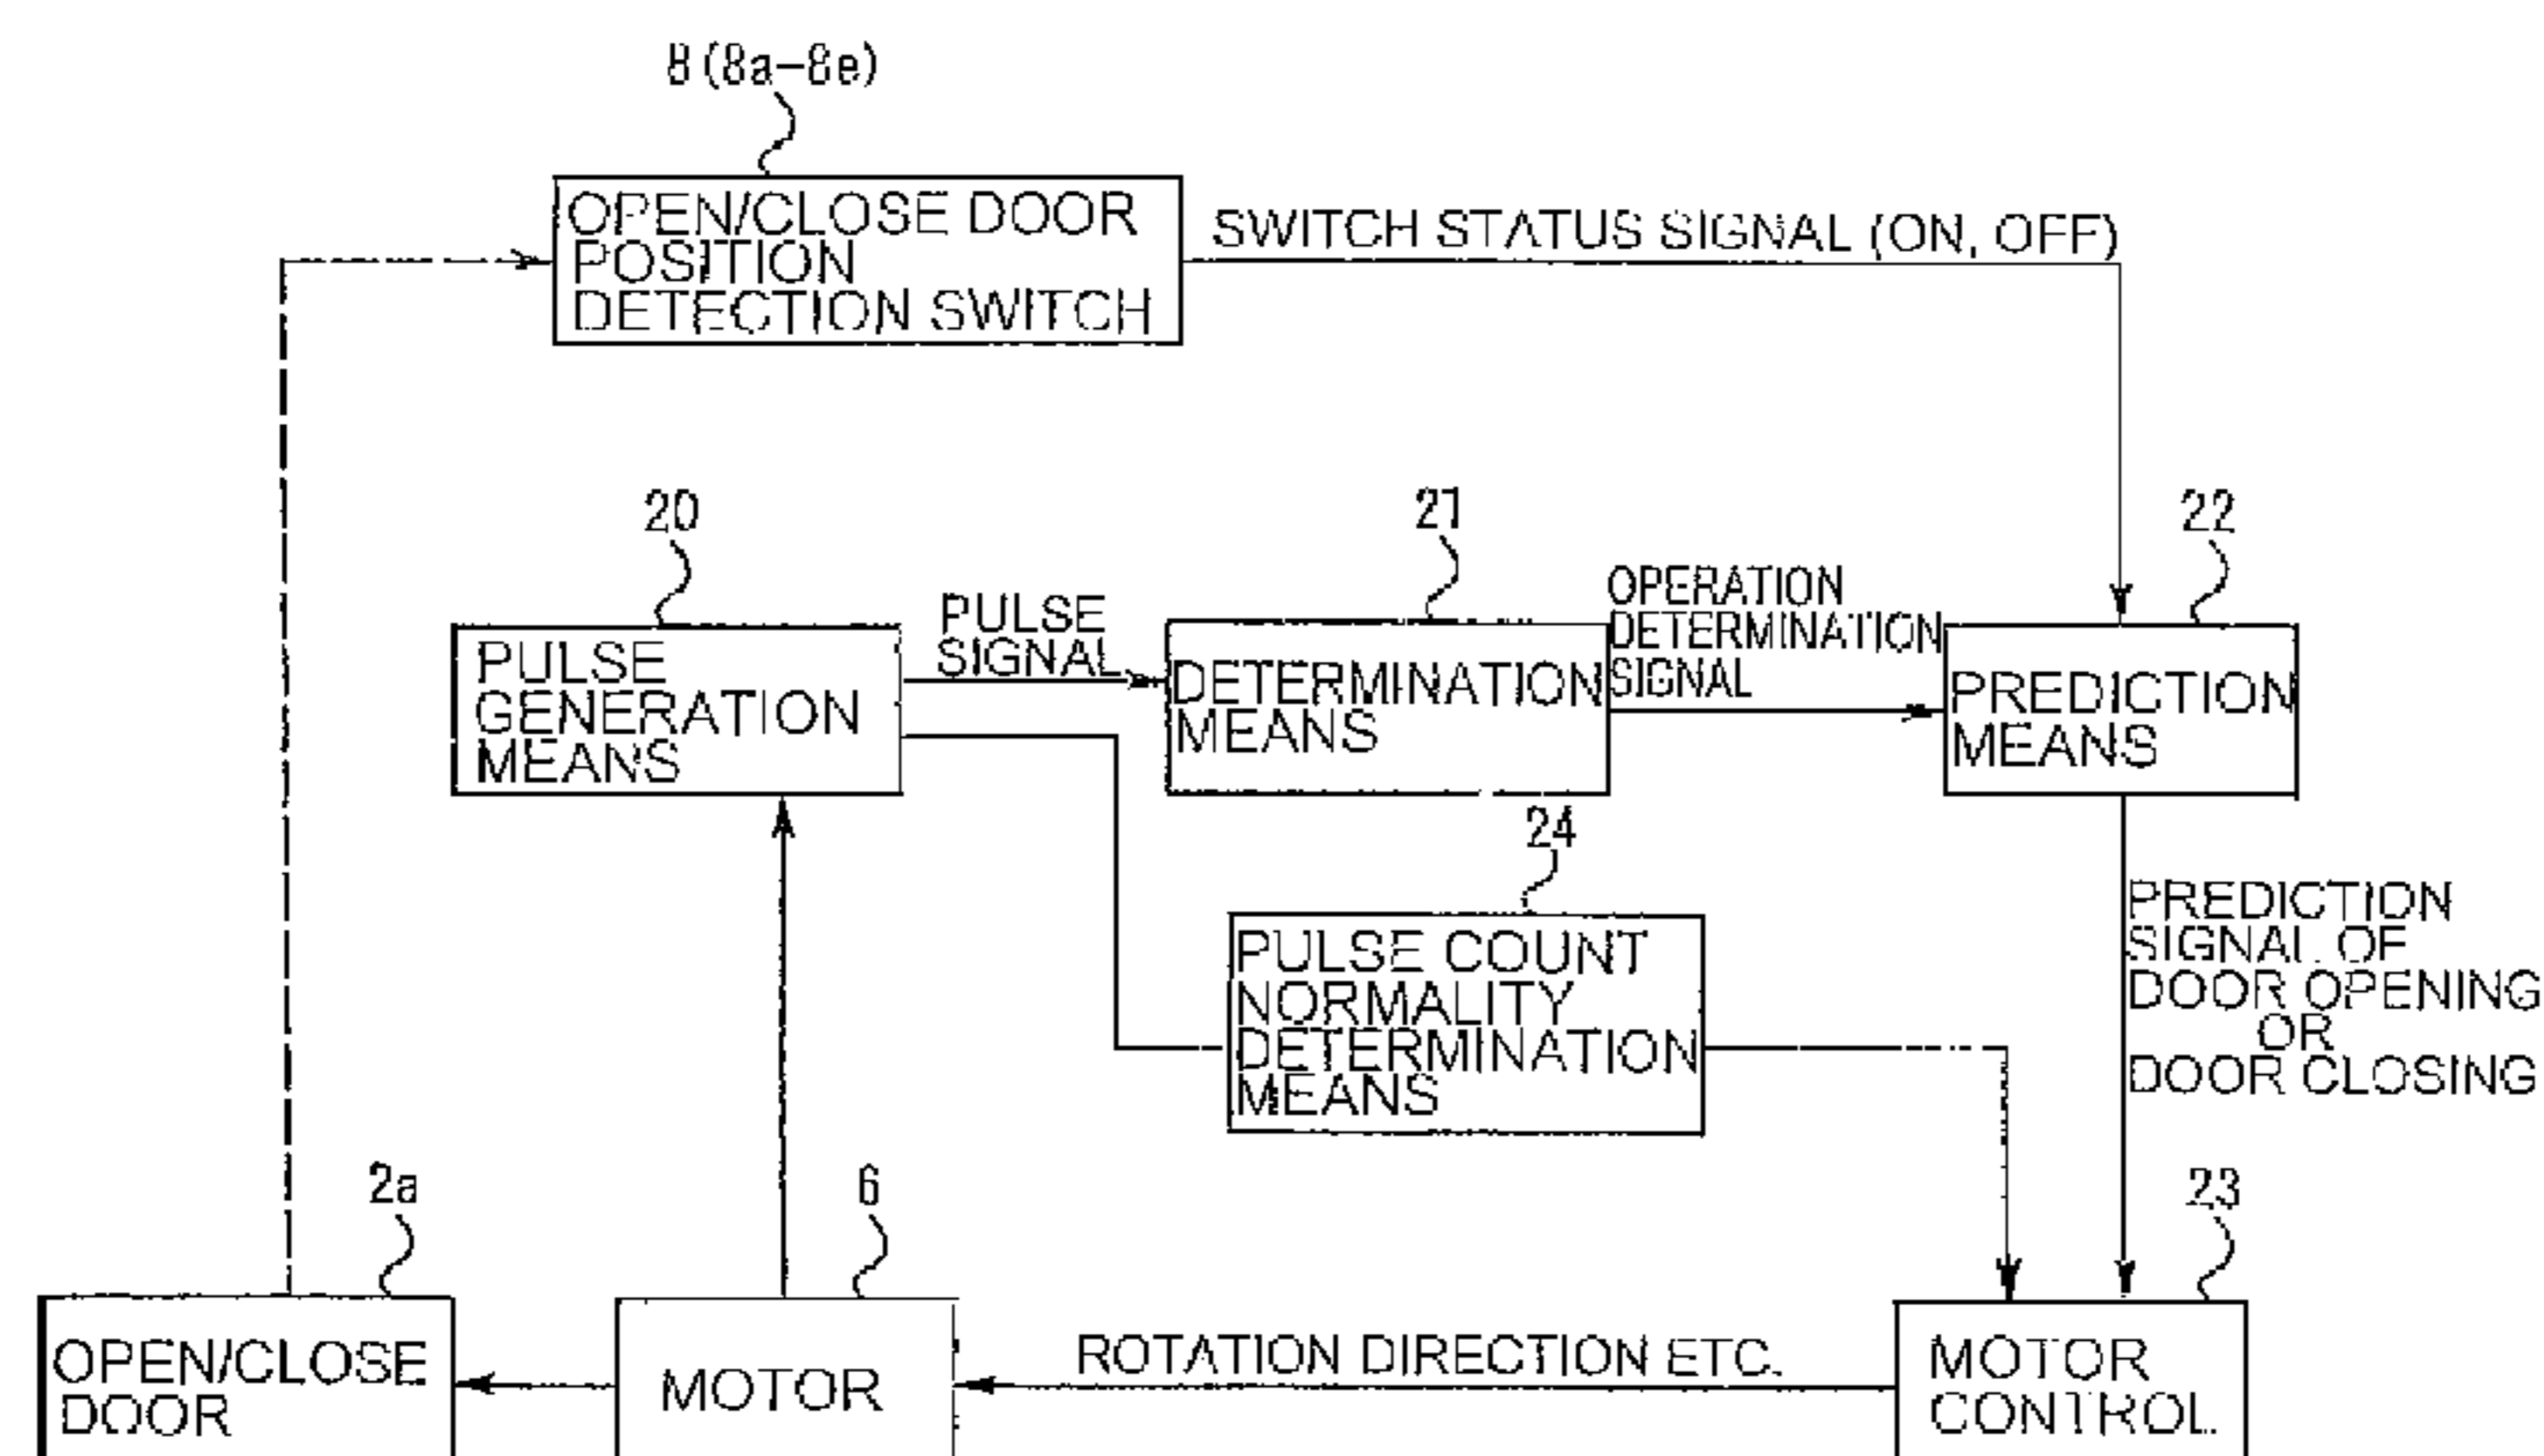 8 (8a-8e)
OPEN/CLOSE DOOR
POSITION
DETECTION SWITCH
SWITCH STATUS SIGNAL (ON, OFF)
20
PULSE
GENERATION
MEANS
PULSE
SIGNAL
21
DETERMINATION
MEANS
OPERATION
DETERMINATION
SIGNAL
22
PREDICTION
MEANS
24
PULSE COUNT
NORMALITY
DETERMINATION
MEANS
PREDICTION
SIGNAL OF
DOOR OPENING
OR
DOOR CLOSING
2a
OPEN/CLOSE
DOOR
6
MOTOR
ROTATION DIRECTION ETC.
23
MOTOR
CONTROL